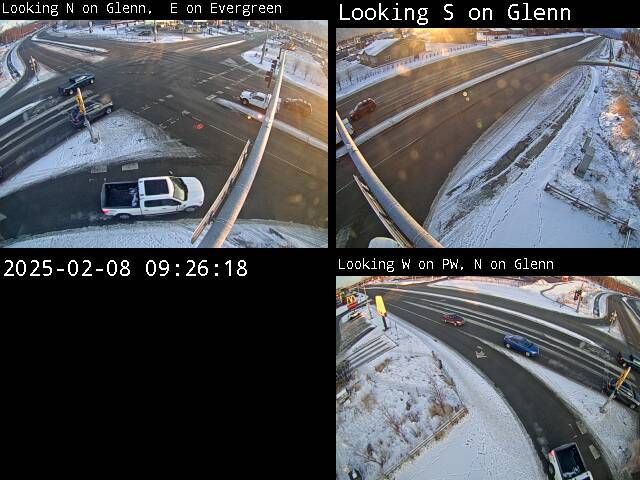 Looking N on Glenn, E on Evergreen
Looking S on Glenn
2025-02-08 09:26:18
Looking W on PW, N on Glenn